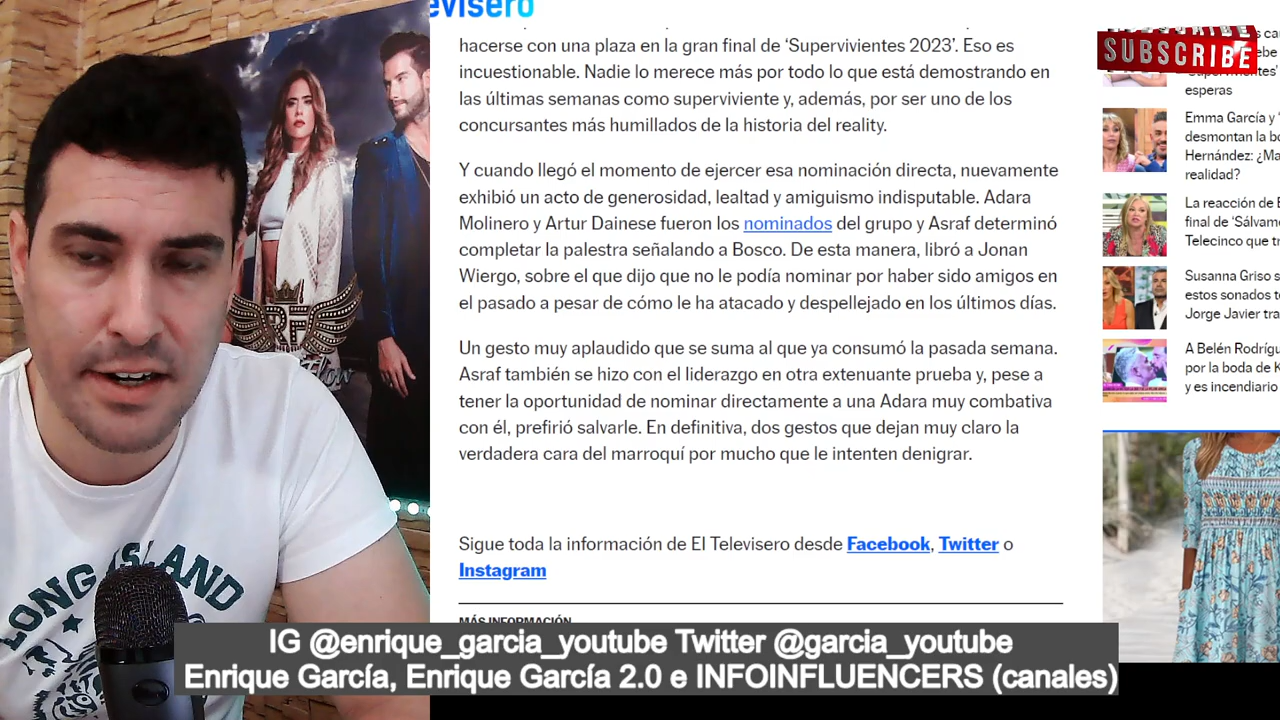 evisero
hacerse con una plaza en la gran final de ‘Supervivientes 2023’. Eso es
incuestionable. Nadie lo merece más por todo lo que está demostrando en
las últimas semanas como superviviente y, además, por ser uno de los
concursantes más humillados de la historia del reality.
Y cuando llegó el momento de ejercer esa nominación directa, nuevamente
exhibió un acto de generosidad, lealtad y amiguismo indisputable. Adara
Molinero y Artur Dainese fueron los nominados del grupo y Asraf determinó
completar la palestra señalando a Bosco. De esta manera, libró a Jonan
Wiergo, sobre el que dijo que no le podía nominar por haber sido amigos en
el pasado a pesar de cómo le ha atacado y despellejado en los últimos días.
Un gesto muy aplaudido que se suma al que ya consumó la pasada semana.
Asraf también se hizo con el liderazgo en otra extenuante prueba y, pese a
tener la oportunidad de nominar directamente a una Adara muy combativa
con él, prefirió salvarle. En definitiva, dos gestos que dejan muy claro la
verdadera cara del marroquí por mucho que le intenten denigrar.
Sigue toda la información de El Televisero desde Facebook, Twitter o
Instagram
MÁS INFORMACIÓN
SUBSCRIBE
esperas
Emma García y
desmontan la b
Hernández: ¿Ma
realidad?
La reacción de B
final de ‘Sálvam
Telecinco que t
Susanna Griso s
estos sonados t
Jorge Javier tra
A Belén Rodrígu
por la boda de K
y es incendiario
RF
LONG ISLAND
IG @enrique_garcia_youtube Twitter @garcia_youtube
Enrique García, Enrique García 2.0 e INFOINFLUENCERS (canales)